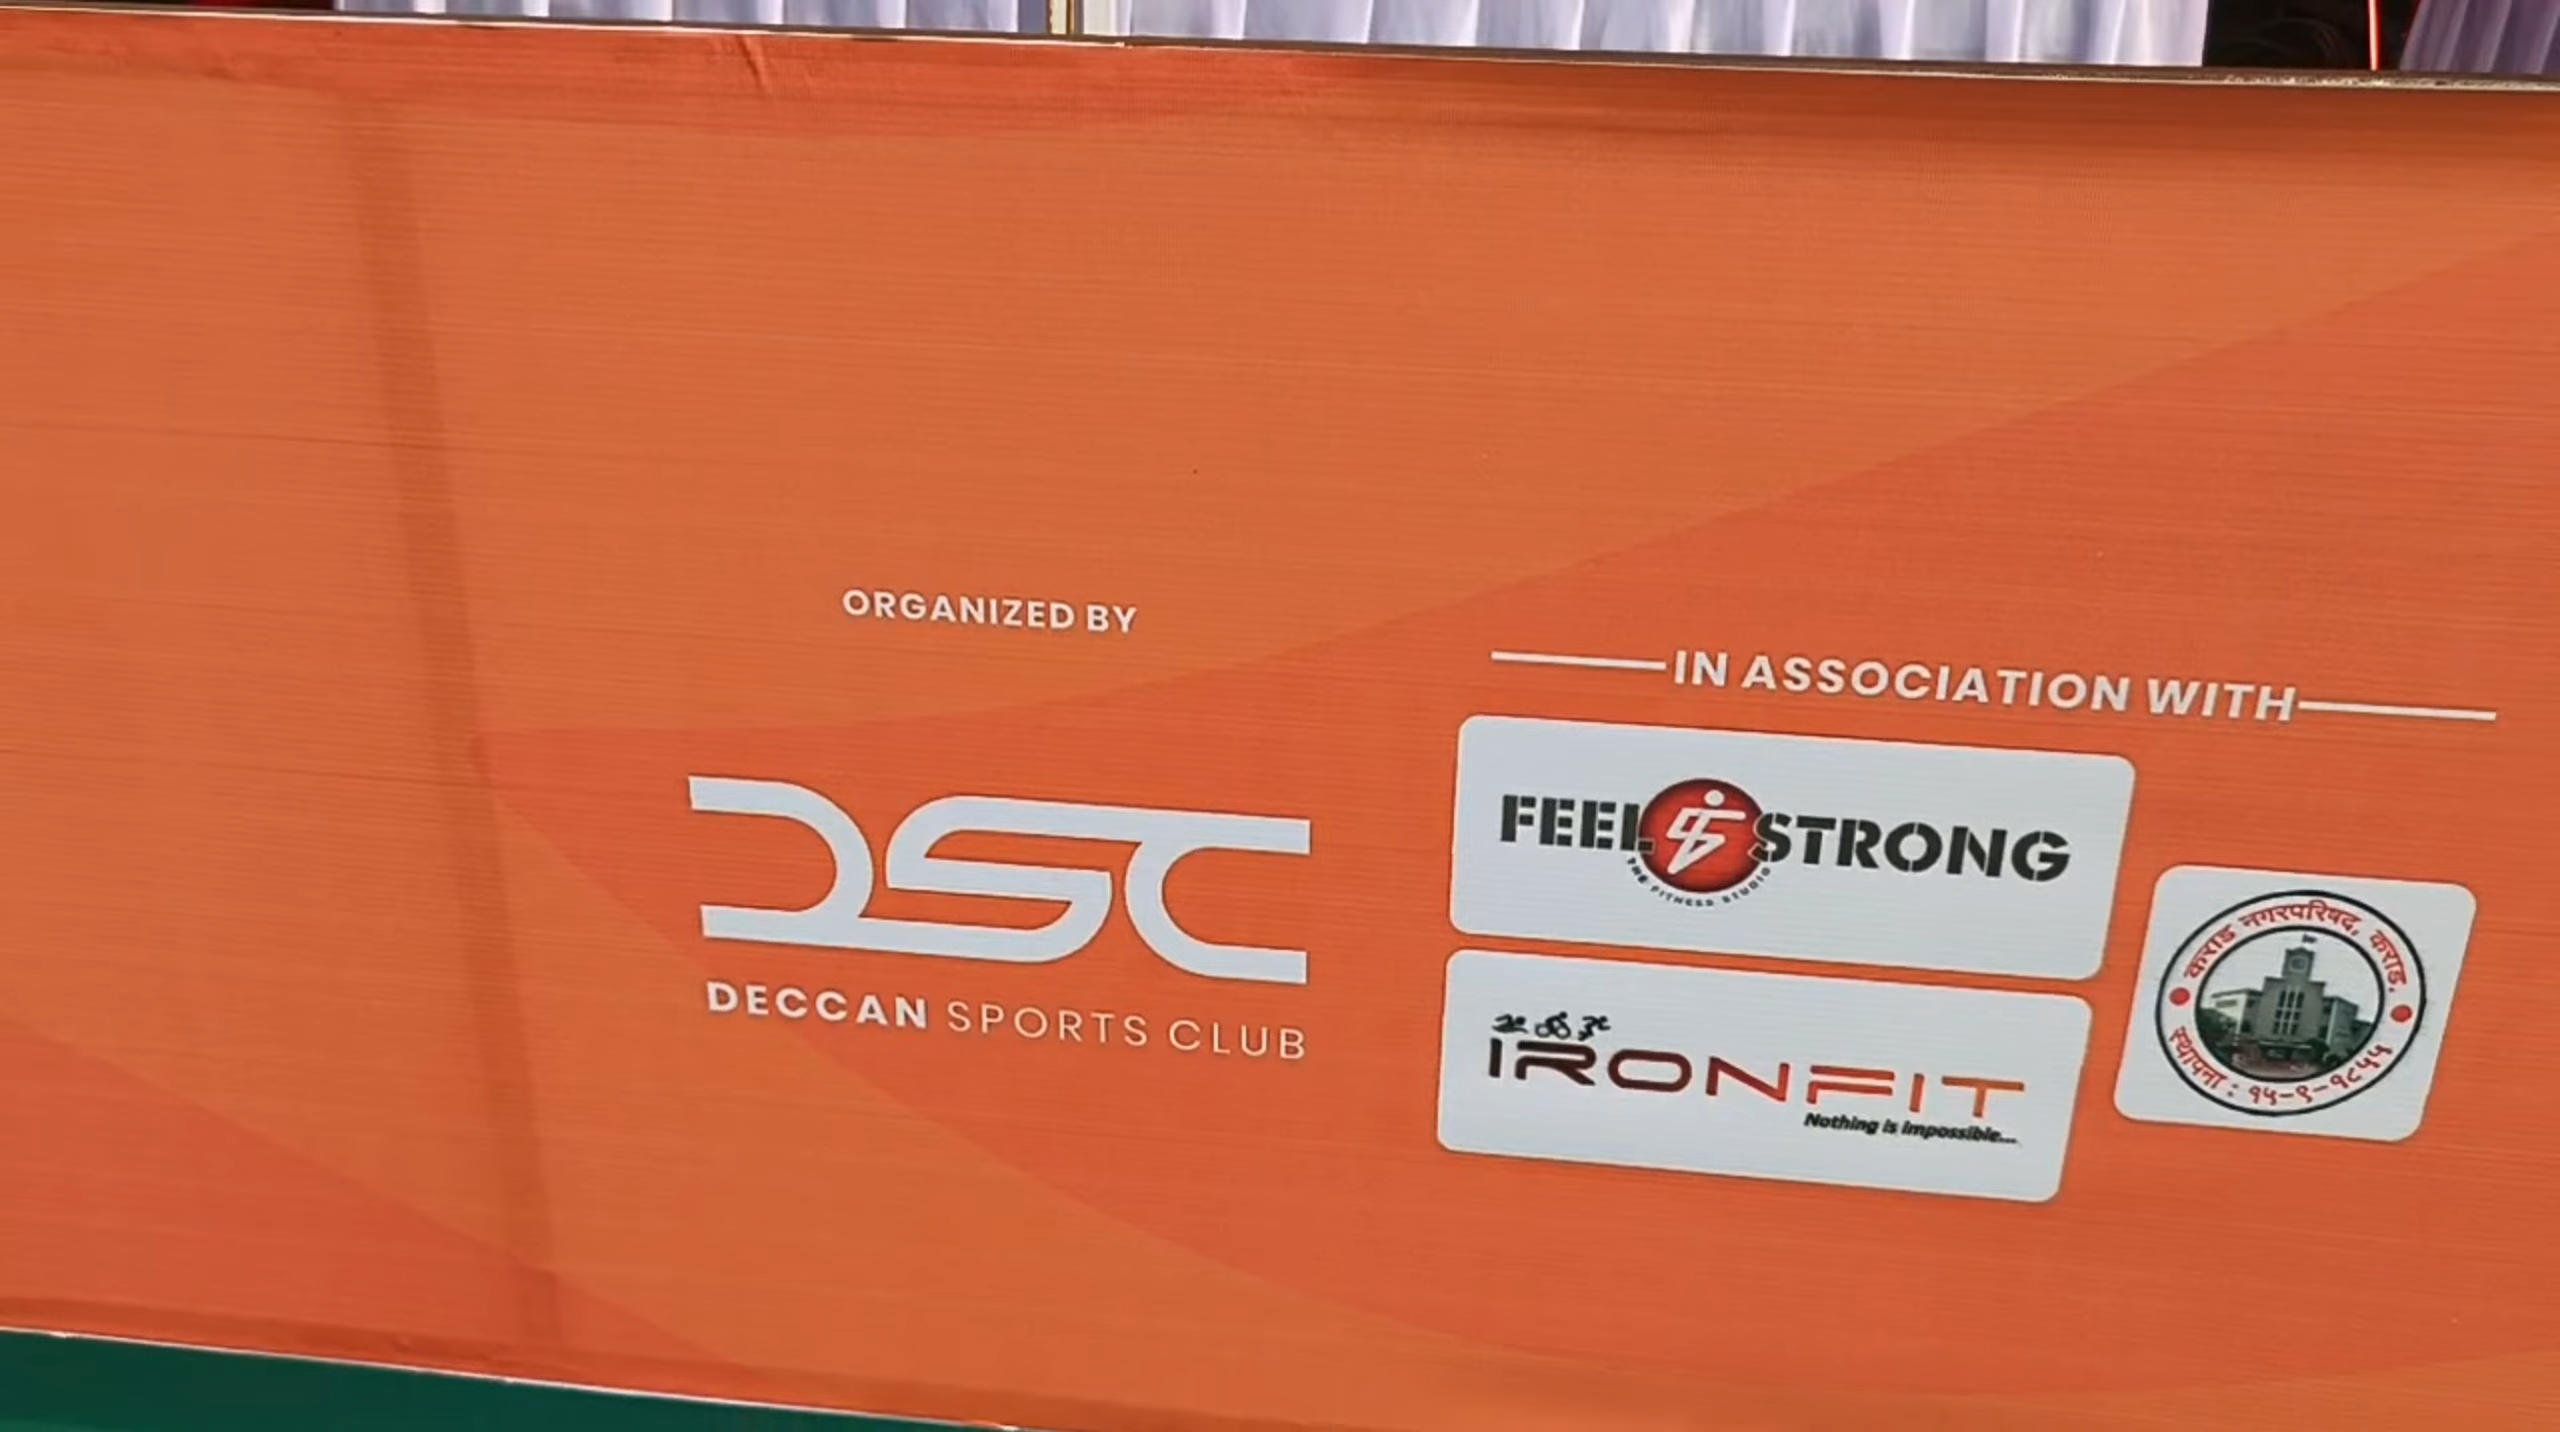 ORGANIZED BY
DSC
DECCAN SPORTS CLUB
IN ASSOCIATION WITH
FEEL STRONG
THE FITNESS STUDIO
IRONFIT
Nothing is impossible...
कराड नगरपरिषद, कराड.
स्थापना : १५-९-१८५५